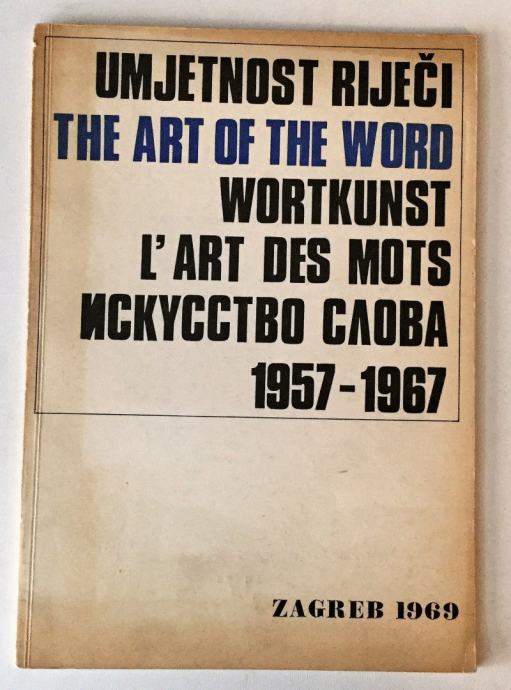 UMJETNOST RIJEČI
THE ART OF THE WORD
WORTKUNST
L'ART DES MOTS
ИСКУССТВО СЛОВА
1957-1967
ZAGREB 1969